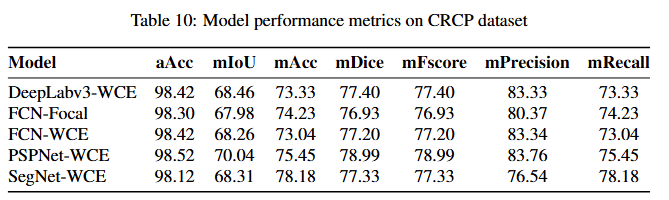 Table 10: Model performance metrics on CRCP dataset
Model aAcc mIoU mAcc mDice mFscore mPrecision mRecall
DeepLabv3-WCE 98.42 68.46 73.33 77.40 77.40 83.33 73.33
FCN-Focal 98.30 67.98 74.23 76.93 76.93 80.37 74.23
FCN-WCE 98.42 68.26 73.04 77.20 77.20 83.34 73.04
PSPNet-WCE 98.52 70.04 75.45 78.99 78.99 83.76 75.45
SegNet-WCE 98.12 68.31 78.18 77.33 77.33 76.54 78.18